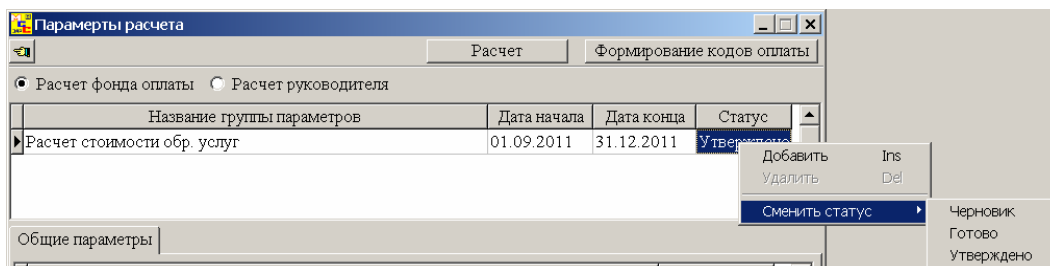 Парамерты расчета
Расчет Формирование кодов оплаты
Расчет фонда оплаты Расчет руководителя
Название группы параметров Дата начала Дата конца Статус
Расчет стоимости обр. услуг 01.09.2011 31.12.2011 Утверждено
Добавить Ins
Удалить Del
Сменить статус Черновик
Общие параметры Готово
Утверждено